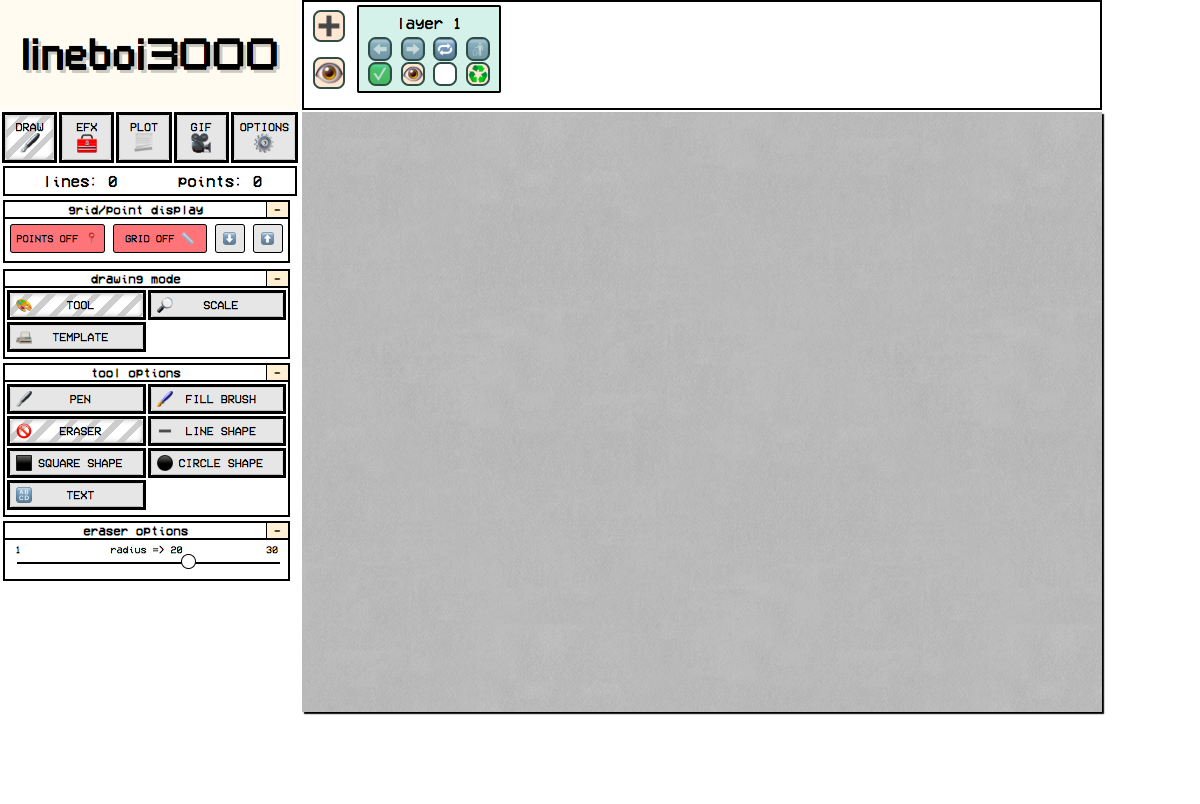 lineboi3000
layer 1
DRAW EFX PLOT GIF OPTIONS
lines: 0 points: 0
grid/point display -
POINTS OFF GRID OFF
drawing mode -
TOOL SCALE
TEMPLATE
tool options -
PEN FILL BRUSH
ERASER LINE SHAPE
SQUARE SHAPE CIRCLE SHAPE
TEXT
eraser options -
1 radius => 20 30